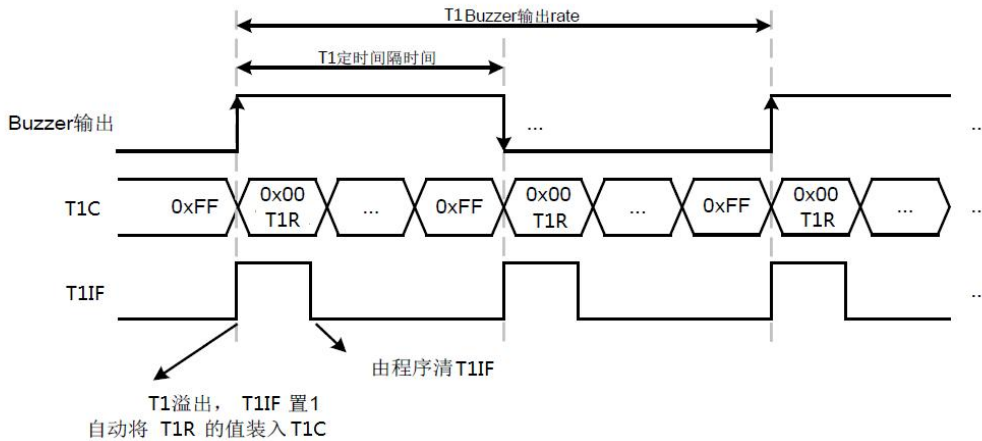 T1Buzzer输出rate
T1定时间隔时间
Buzzer输出
...
..
T1C
0xFF
0x00
T1R
...
0xFF
0x00
T1R
...
0xFF
0x00
T1R
...
..
T1IF
..
由程序清T1IF
T1溢出， T1IF 置1
自动将 T1R 的值装入T1C